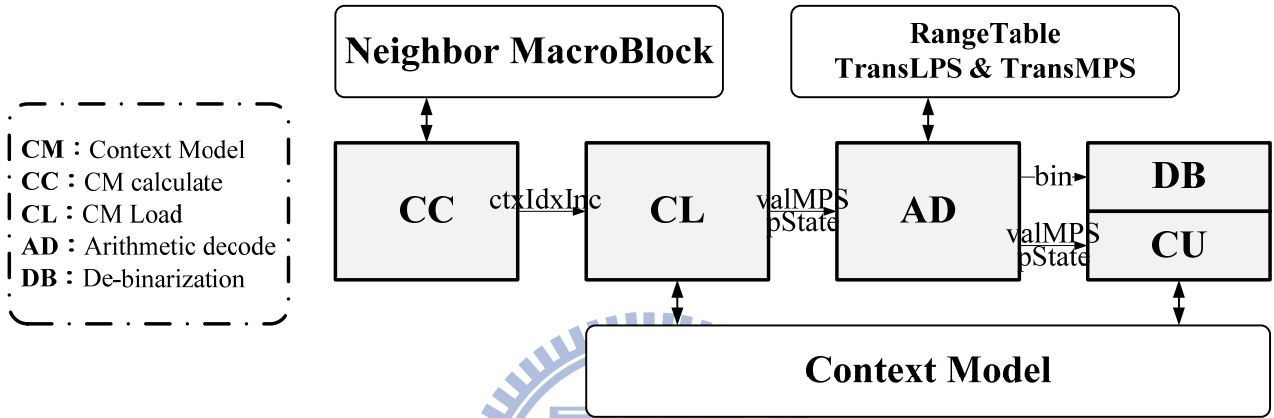 Neighbor MacroBlock
RangeTable
TransLPS & TransMPS
CM：Context Model
CC：CM calculate
CL：CM Load
AD：Arithmetic decode
DB：De-binarization
CC
ctxIdxInc
CL
valMPS
pState
AD
bin
DB
valMPS
pState
CU
Context Model